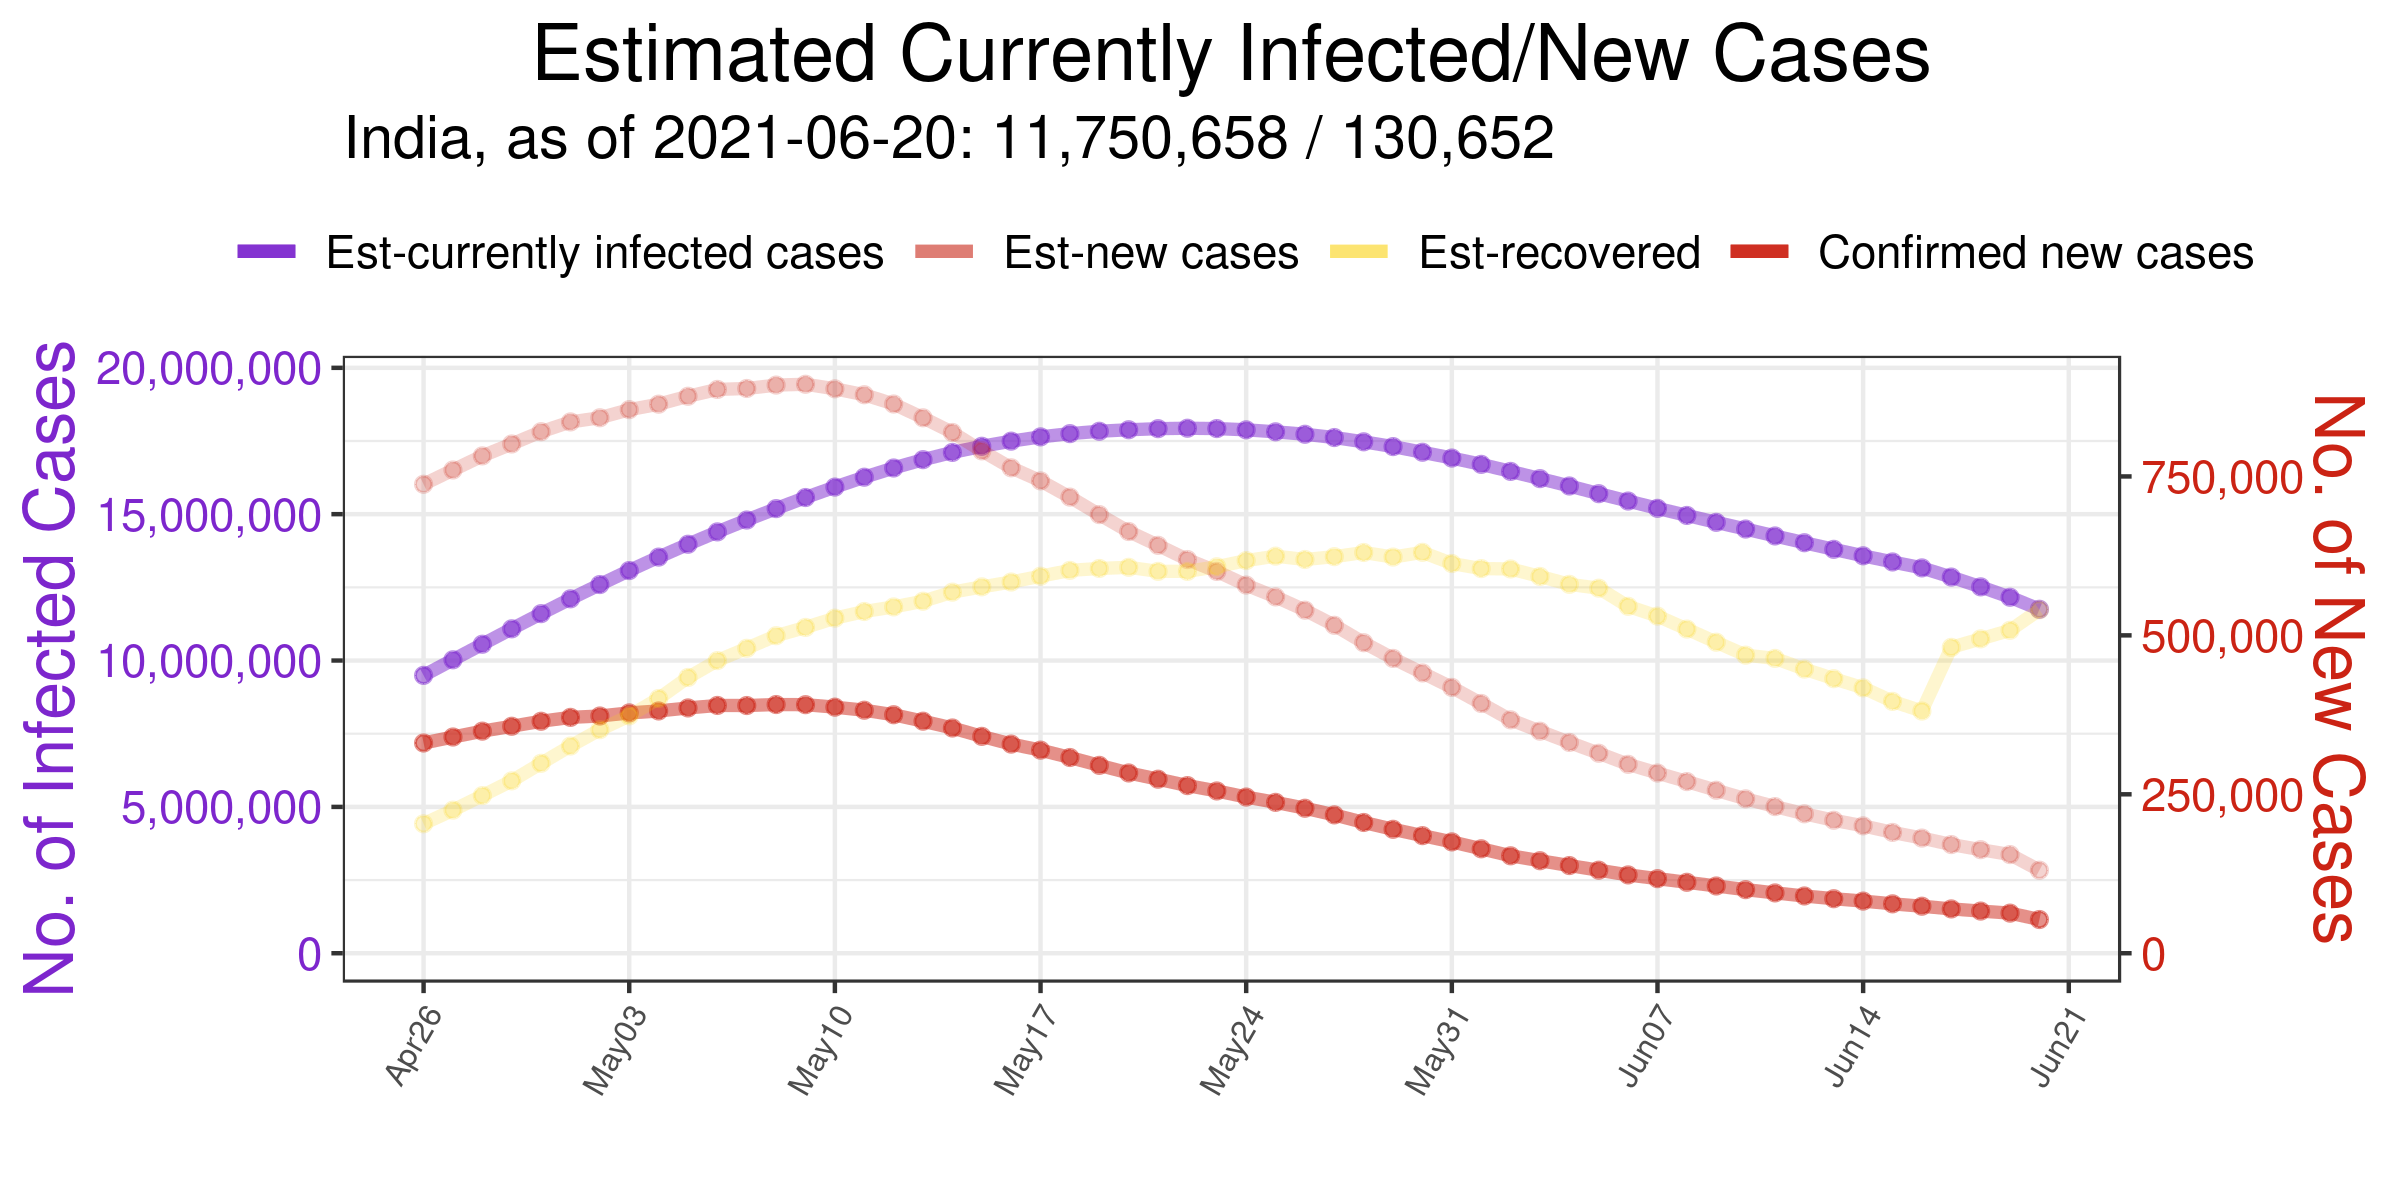 Estimated Currently Infected/New Cases
India, as of 2021-06-20: 11,750,658 / 130,652
Est-currently infected cases Est-new cases Est-recovered Confirmed new cases
No. of Infected Cases
20,000,000
15,000,000
10,000,000
5,000,000
0
750,000
500,000
250,000
0
No. of New Cases
Apr26 May03 May10 May17 May24 May31 Jun07 Jun14 Jun21